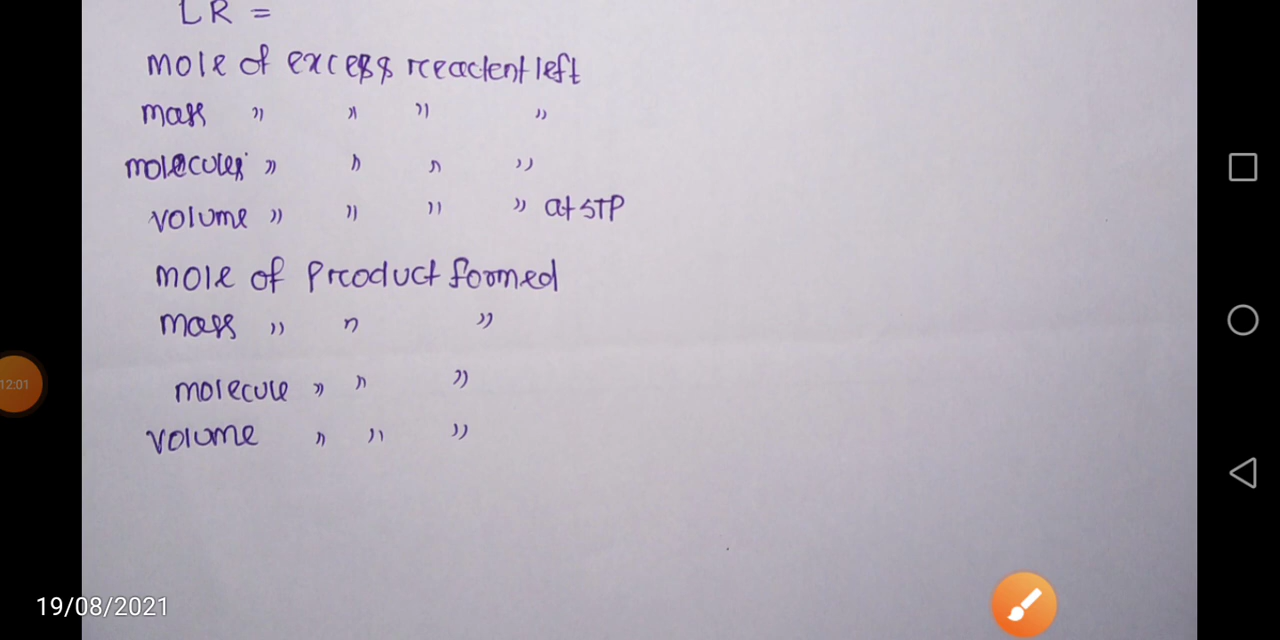 LR =
mole of excess reactent left
mass " " " "
molecules " " " "
volume " " " " at STP
mole of Product formed
mass " " "
molecule " " "
volume " " "
12:01
19/08/2021